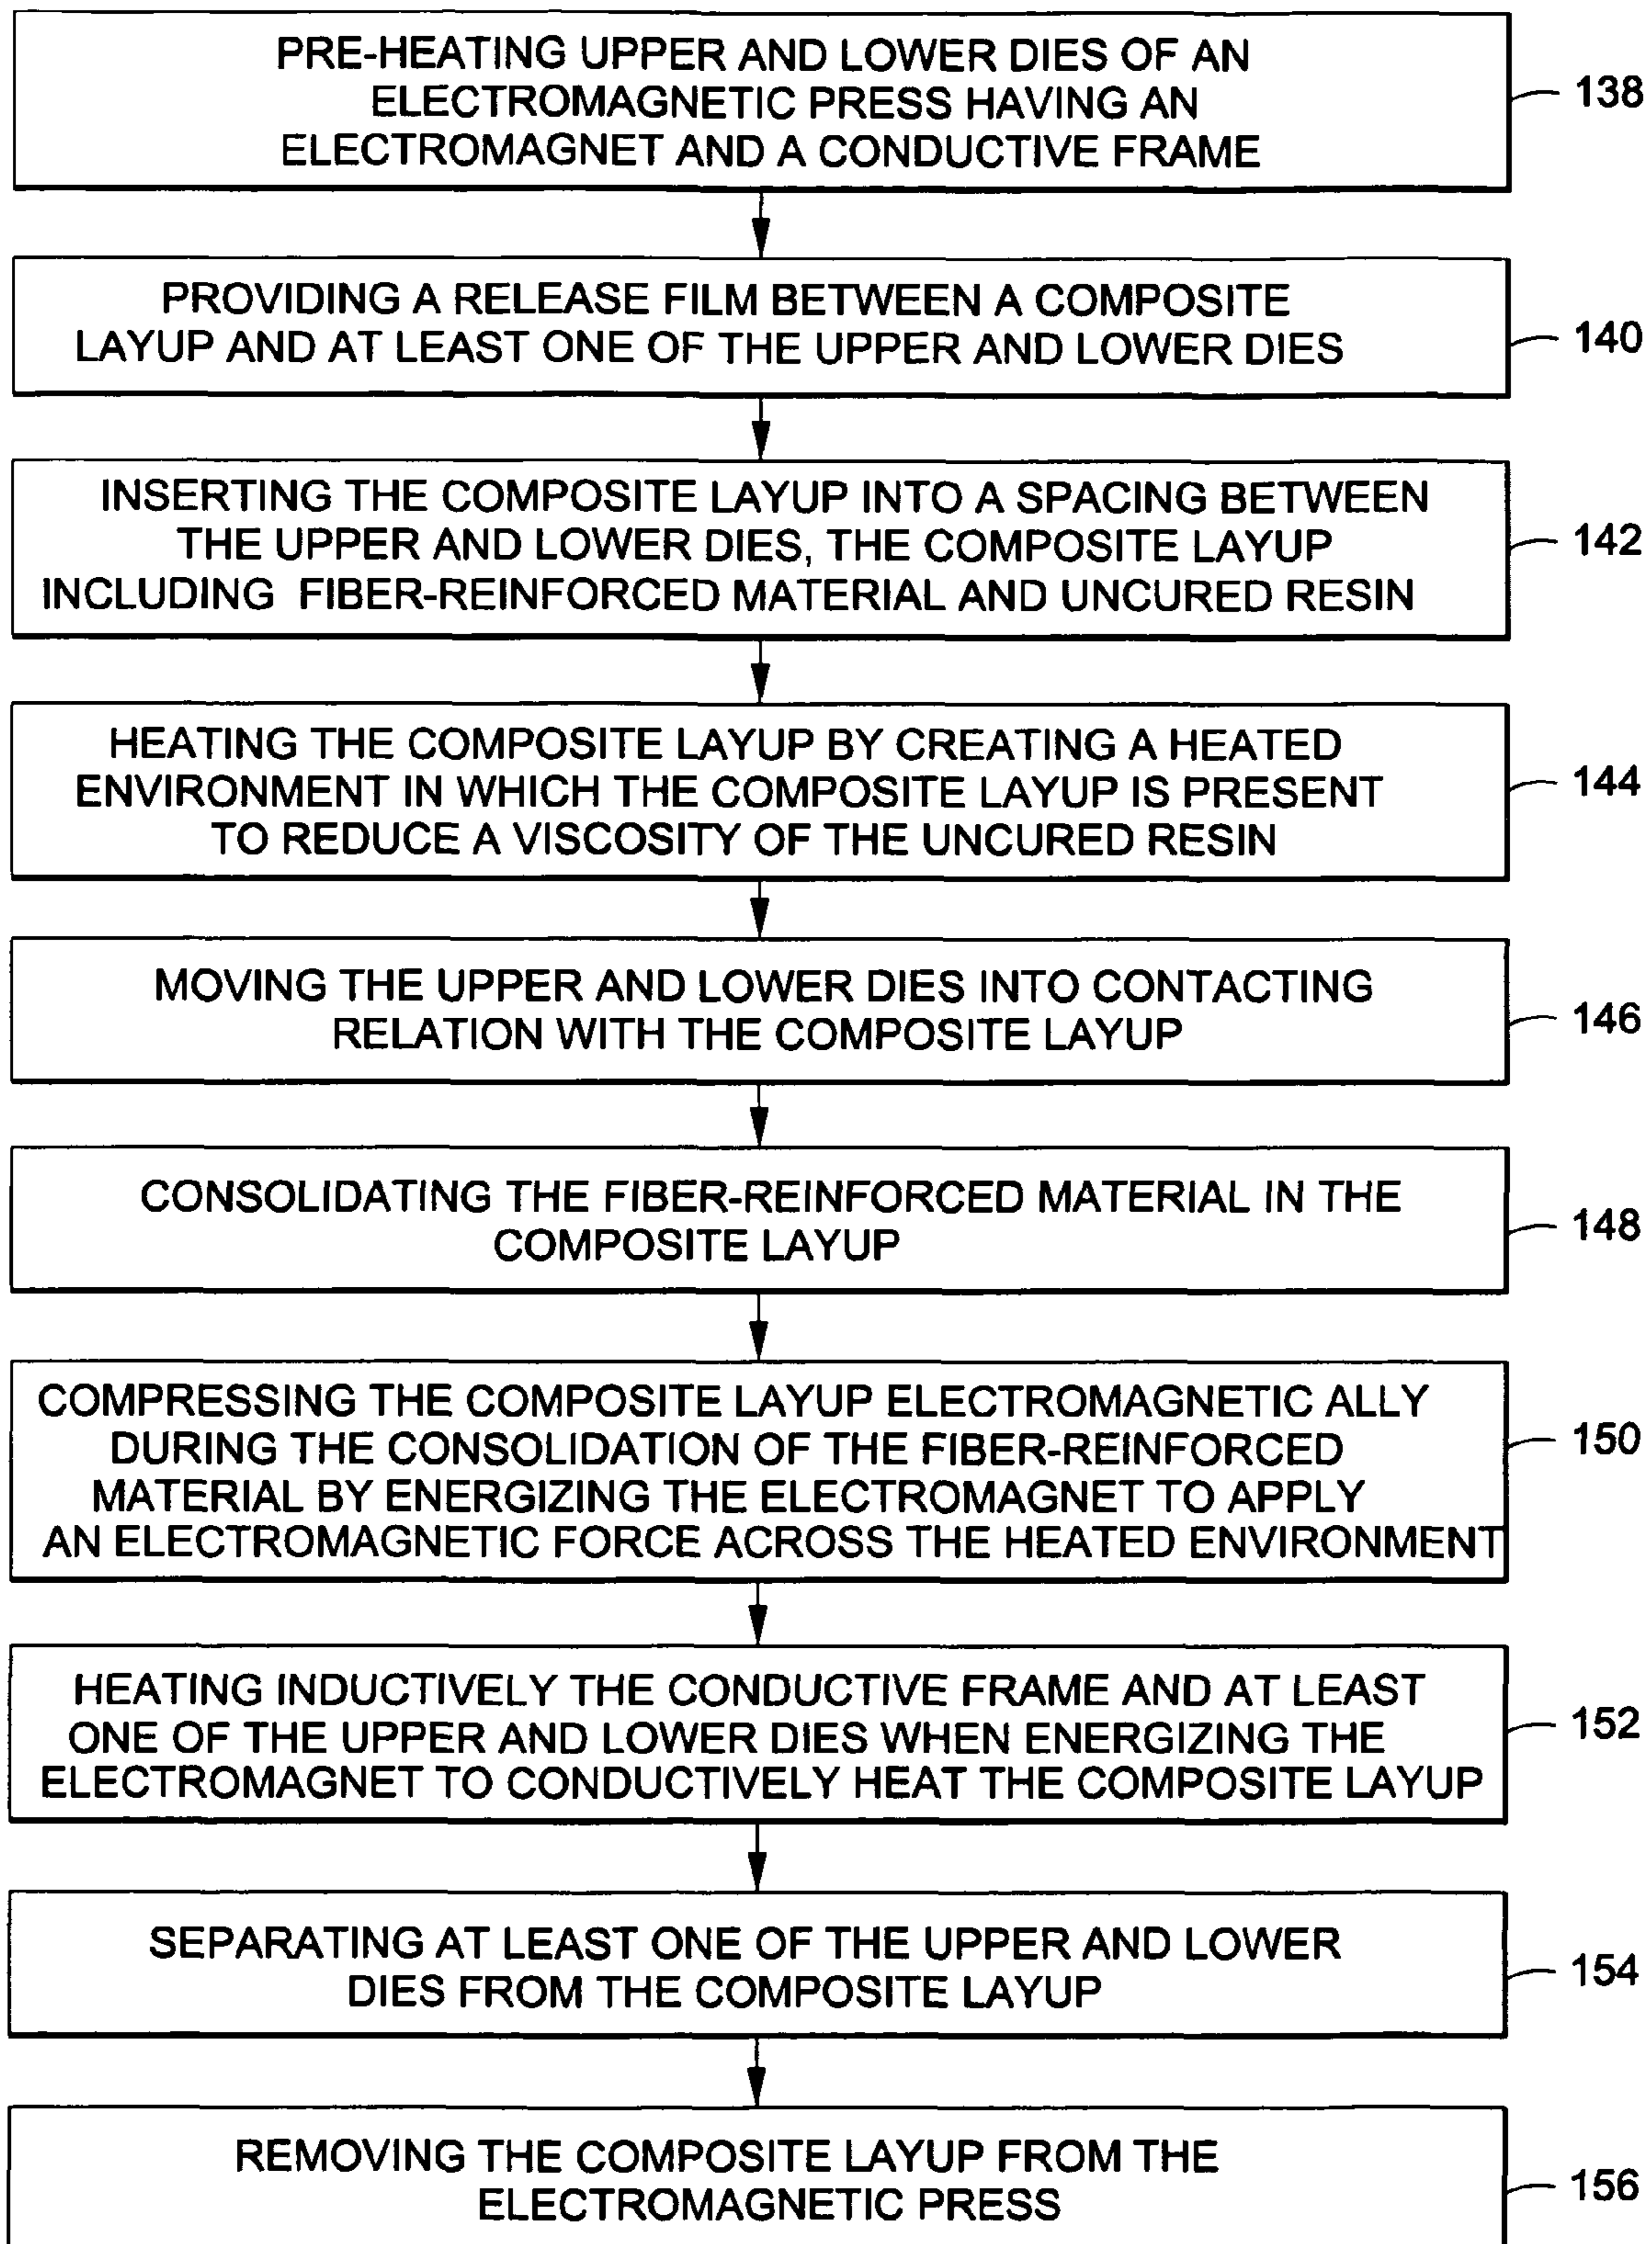 PRE-HEATING UPPER AND LOWER DIES OF AN
ELECTROMAGNETIC PRESS HAVING AN
ELECTROMAGNET AND A CONDUCTIVE FRAME
138
PROVIDING A RELEASE FILM BETWEEN A COMPOSITE
LAYUP AND AT LEAST ONE OF THE UPPER AND LOWER DIES
140
INSERTING THE COMPOSITE LAYUP INTO A SPACING BETWEEN
THE UPPER AND LOWER DIES, THE COMPOSITE LAYUP
INCLUDING FIBER-REINFORCED MATERIAL AND UNCURED RESIN
142
HEATING THE COMPOSITE LAYUP BY CREATING A HEATED
ENVIRONMENT IN WHICH THE COMPOSITE LAYUP IS PRESENT
TO REDUCE A VISCOSITY OF THE UNCURED RESIN
144
MOVING THE UPPER AND LOWER DIES INTO CONTACTING
RELATION WITH THE COMPOSITE LAYUP
146
CONSOLIDATING THE FIBER-REINFORCED MATERIAL IN THE
COMPOSITE LAYUP
148
COMPRESSING THE COMPOSITE LAYUP ELECTROMAGNETIC ALLY
DURING THE CONSOLIDATION OF THE FIBER-REINFORCED
MATERIAL BY ENERGIZING THE ELECTROMAGNET TO APPLY
AN ELECTROMAGNETIC FORCE ACROSS THE HEATED ENVIRONMENT
150
HEATING INDUCTIVELY THE CONDUCTIVE FRAME AND AT LEAST
ONE OF THE UPPER AND LOWER DIES WHEN ENERGIZING THE
ELECTROMAGNET TO CONDUCTIVELY HEAT THE COMPOSITE LAYUP
152
SEPARATING AT LEAST ONE OF THE UPPER AND LOWER
DIES FROM THE COMPOSITE LAYUP
154
REMOVING THE COMPOSITE LAYUP FROM THE
ELECTROMAGNETIC PRESS
156